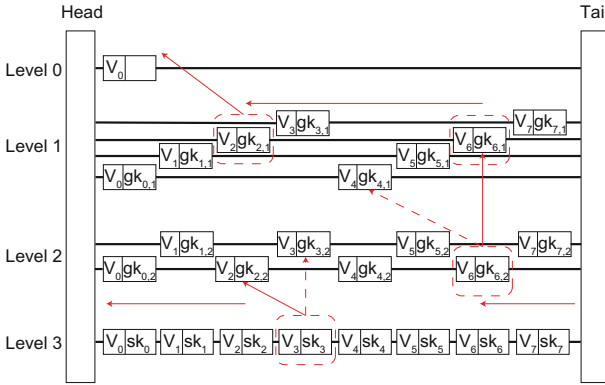 Head Tai
Level 0 V0
V3 gk3,1 V7 gk7,1
Level 1 V2 gk2,1 V6 gk6,1
V1 gk1,1 V5 gk5,1
V0 gk0,1 V4 gk4,1
V1 gk1,2 V3 gk3,2 V5 gk5,2 V7 gk7,2
Level 2 V0 gk0,2 V2 gk2,2 V4 gk4,2 V6 gk6,2
Level 3 V0 sk0 V1 sk1 V2 sk2 V3 sk3 V4 sk4 V5 sk5 V6 sk6 V7 sk7